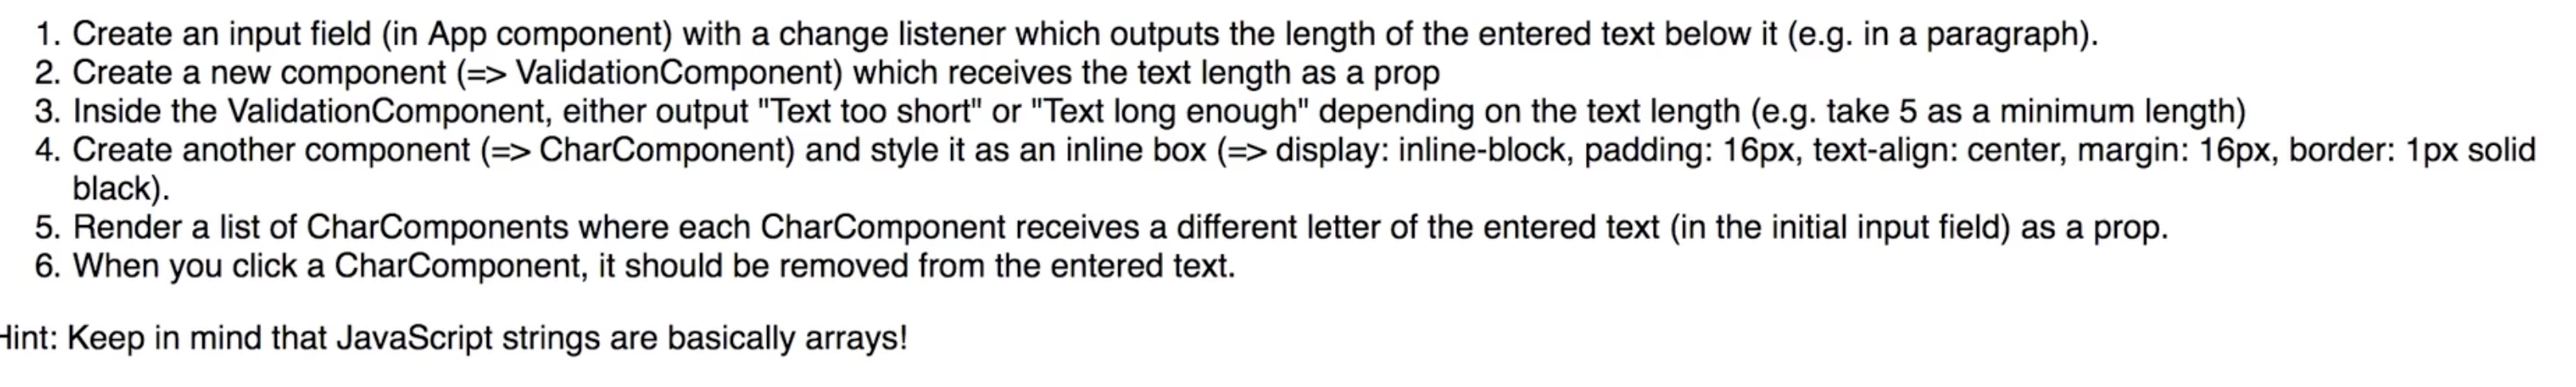 1. Create an input field (in App component) with a change listener which outputs the length of the entered text below it (e.g. in a paragraph).
2. Create a new component (=> ValidationComponent) which receives the text length as a prop
3. Inside the ValidationComponent, either output "Text too short" or "Text long enough" depending on the text length (e.g. take 5 as a minimum length)
4. Create another component (=> CharComponent) and style it as an inline box (=> display: inline-block, padding: 16px, text-align: center, margin: 16px, border: 1px solid
black).
5. Render a list of CharComponents where each CharComponent receives a different letter of the entered text (in the initial input field) as a prop.
6. When you click a CharComponent, it should be removed from the entered text.
Hint: Keep in mind that JavaScript strings are basically arrays!